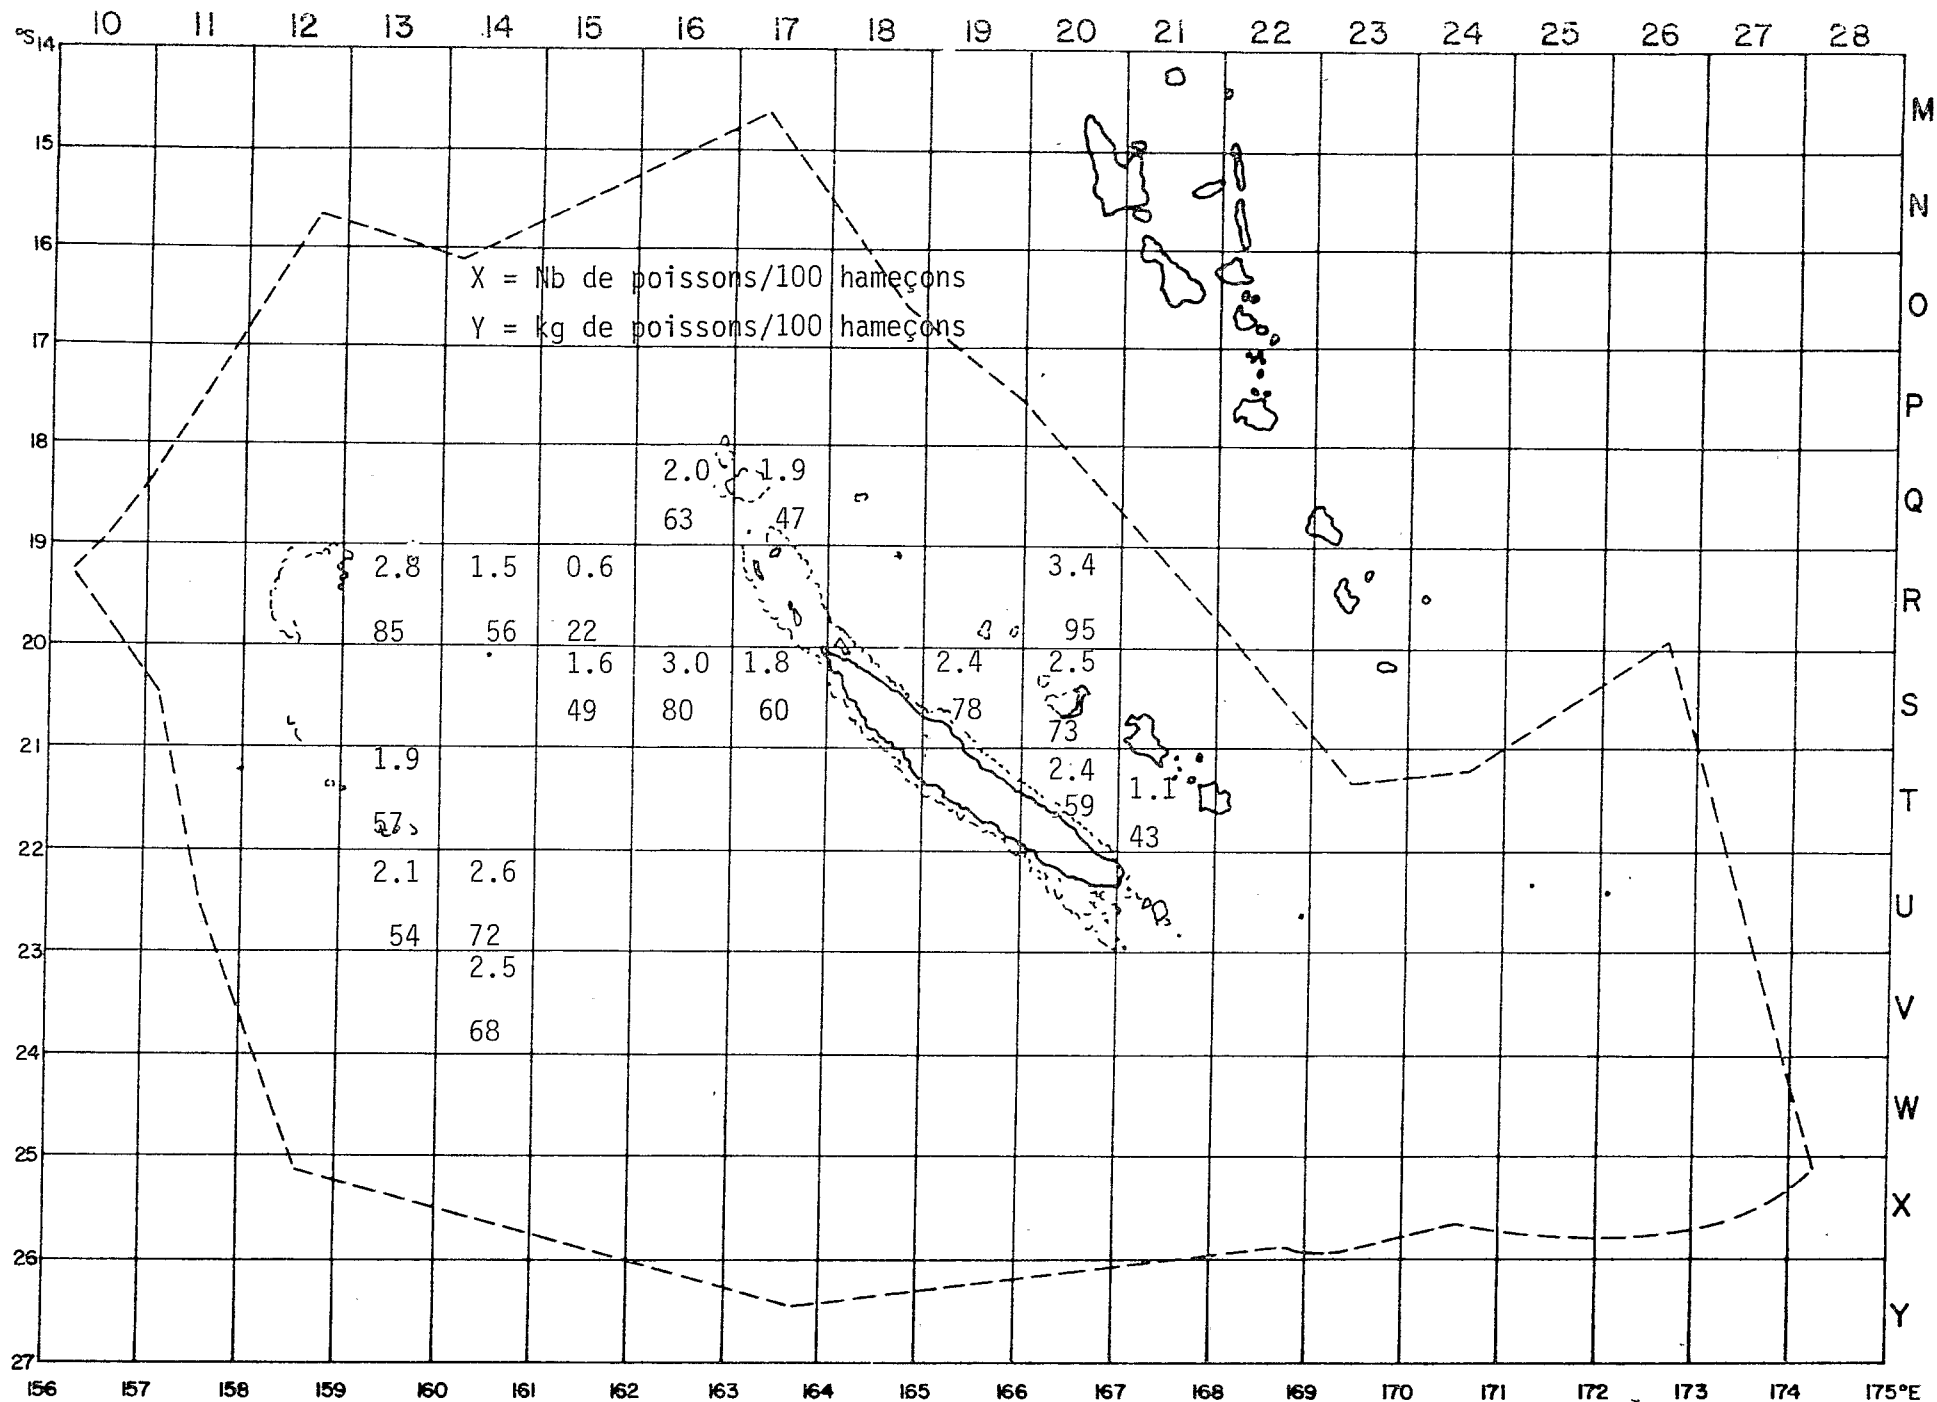 10 11 12 13 14 15 16 17 18 19 20 21 22 23 24 25 26 27 28
°S 14
M
15
N
16
X = Nb de poissons/100 hameçons
O
Y = kg de poissons/100 hameçons
17
P
18
2.0 1.9
Q
63 47
19
2.8 1.5 0.6 3.4
R
85 56 22 95
20
1.6 3.0 1.8 2.4 2.5
49 80 60 78
S
73
21
1.9 2.4
1.1
T
59
57
43
22
2.1 2.6
U
54 72
23
2.5
V
68
24
W
25
X
26
Y
27
156 157 158 159 160 161 162 163 164 165 166 167 168 169 170 171 172 173 174 175°E